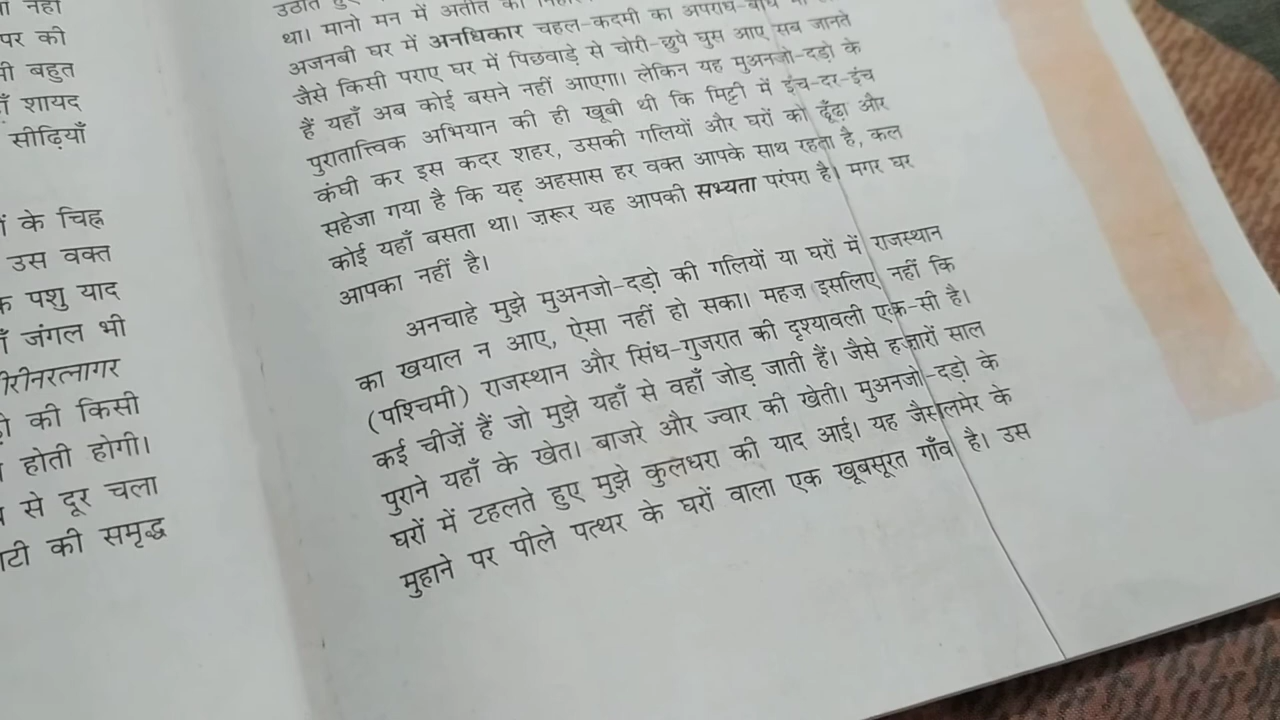 नहीं
पर की
बहुत
शायद
सीढ़ियाँ
के चिह्न
उस वक्त
पशु याद
जंगल भी
की किसी
होती होगी।
से दूर चला
की समृद्ध
था। मानो मन में अतीत की
अजनबी घर में अनधिकार चहल-कदमी का अपराध-बोध
जैसे किसी पराए घर में पिछवाड़े से चोरी-छुपे घुस आए सब जानते
हैं यहाँ अब कोई बसने नहीं आएगा। लेकिन यह मुअनजो-दड़ो के
पुरातात्त्विक अभियान की ही खूबी थी कि मिट्टी में इंच-दर-इंच
कंघी कर इस कदर शहर, उसकी गलियों और घरों को ढूँढ़ा और
सहेजा गया है कि यह अहसास हर वक्त आपके साथ रहता है, कल
कोई यहाँ बसता था। ज़रूर यह आपकी सभ्यता परंपरा है। मगर घर
आपका नहीं है।
अनचाहे मुझे मुअनजो-दड़ो की गलियों या घरों में राजस्थान
का खयाल न आए, ऐसा नहीं हो सका। महज़ इसलिए नहीं कि
(पश्चिमी) राजस्थान और सिंध-गुजरात की दृश्यावली एक-सी है।
कई चीज़ें हैं जो मुझे यहाँ से वहाँ जोड़ जाती हैं। जैसे हज़ारों साल
पुराने यहाँ के खेत। बाजरे और ज्वार की खेती। मुअनजो-दड़ो के
घरों में टहलते हुए मुझे कुलधरा की याद आई। यह जैसलमेर के
मुहाने पर पीले पत्थर के घरों वाला एक खूबसूरत गाँव है। उस